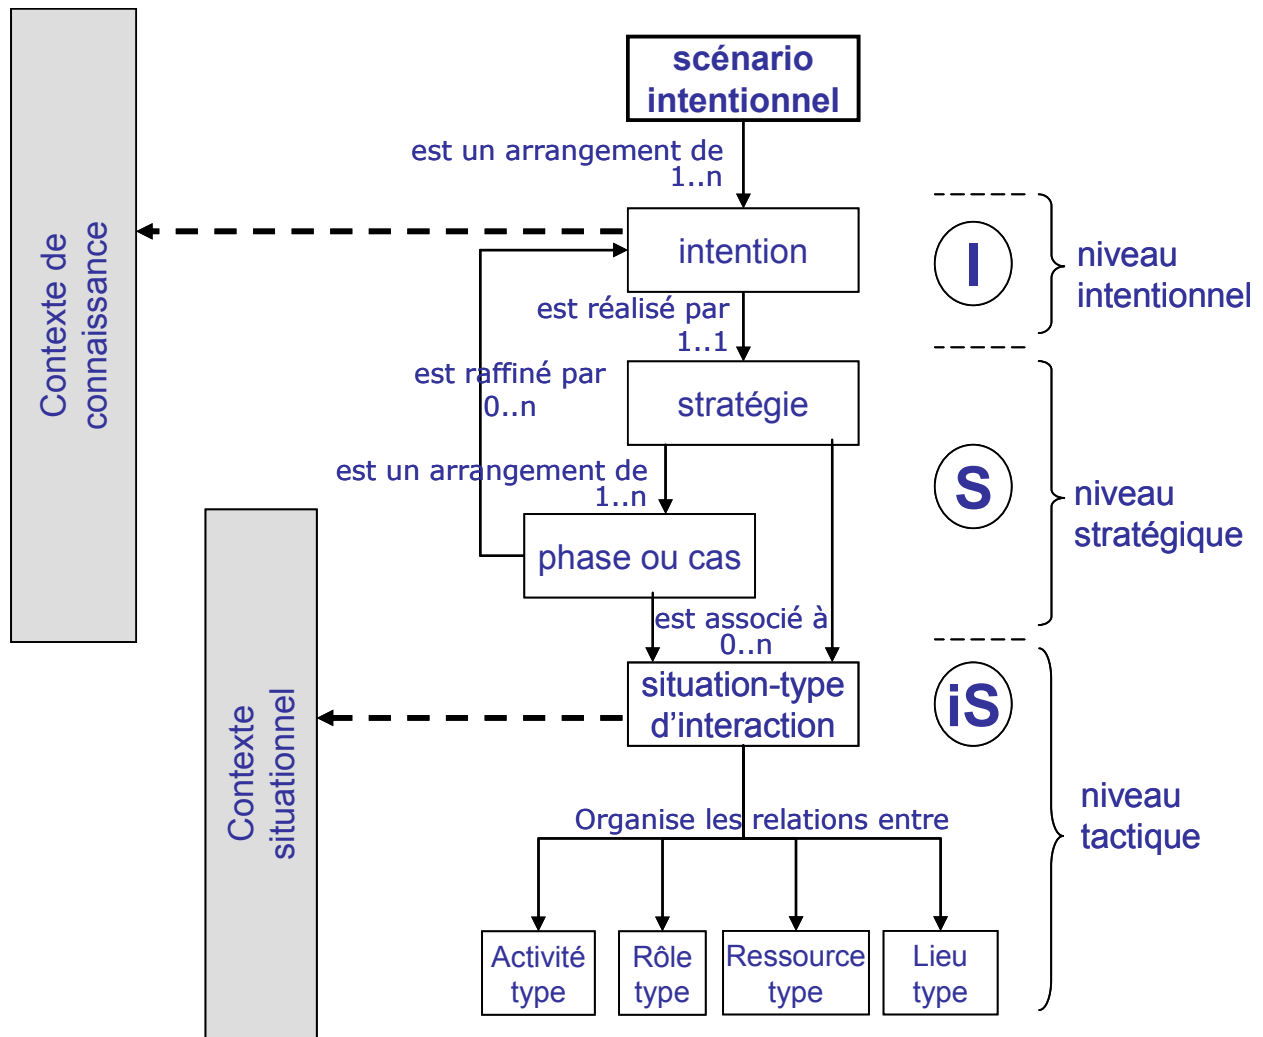 scénario
intentionnel
est un arrangement de
1..n
Contexte de
connaissance
intention
I
niveau
intentionnel
est réalisé par
1..1
est raffiné par
0..n
stratégie
S
niveau
stratégique
est un arrangement de
1..n
phase ou cas
est associé à
0..n
Contexte
situationnel
situation-type
d'interaction
iS
niveau
tactique
Organise les relations entre
Activité
type
Rôle
type
Ressource
type
Lieu
type